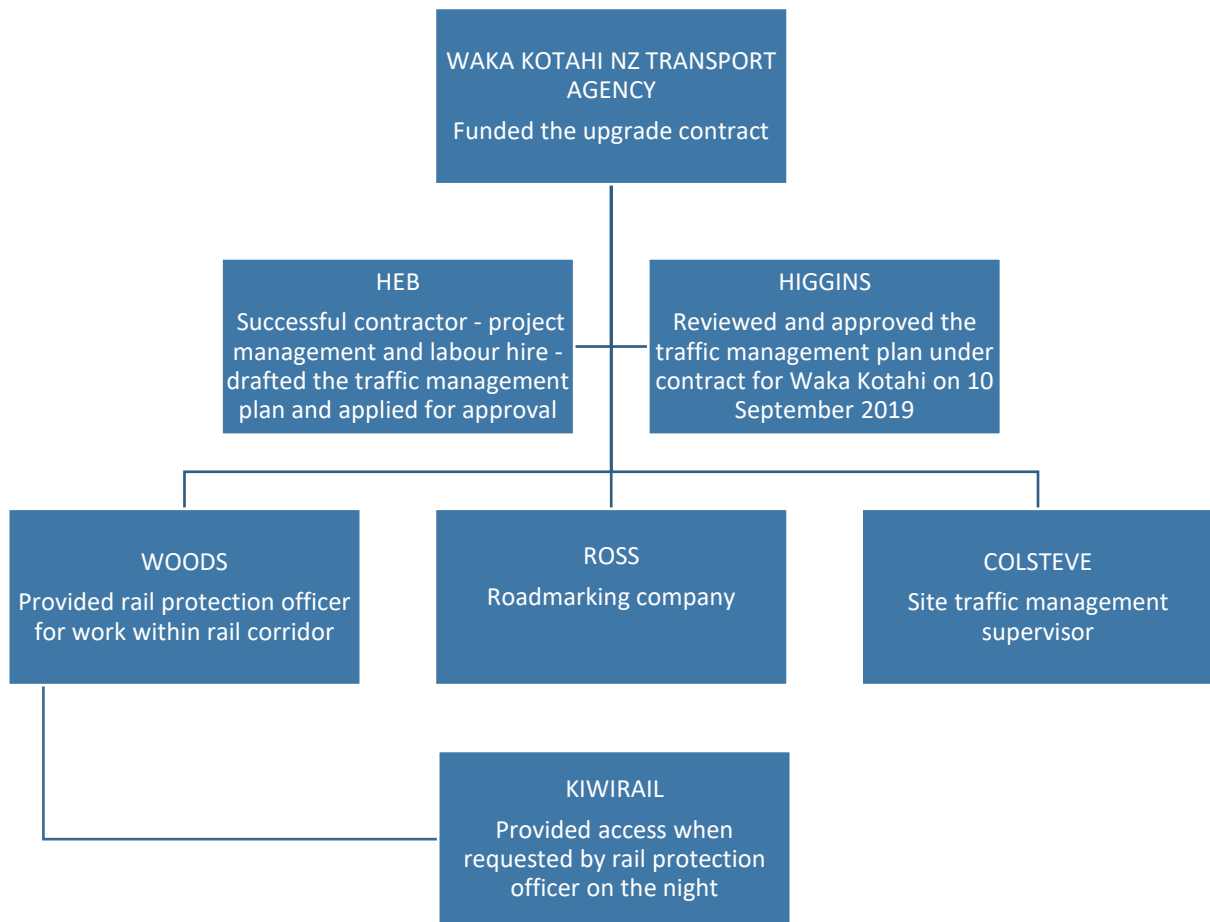 WAKA KOTAHI NZ TRANSPORT
AGENCY
Funded the upgrade contract
HEB
Successful contractor - project
management and labour hire -
drafted the traffic management
plan and applied for approval
HIGGINS
Reviewed and approved the
traffic management plan under
contract for Waka Kotahi on 10
September 2019
WOODS
Provided rail protection officer
for work within rail corridor
ROSS
Roadmarking company
COLSTEVE
Site traffic management
supervisor
KIWIRAIL
Provided access when
requested by rail protection
officer on the night